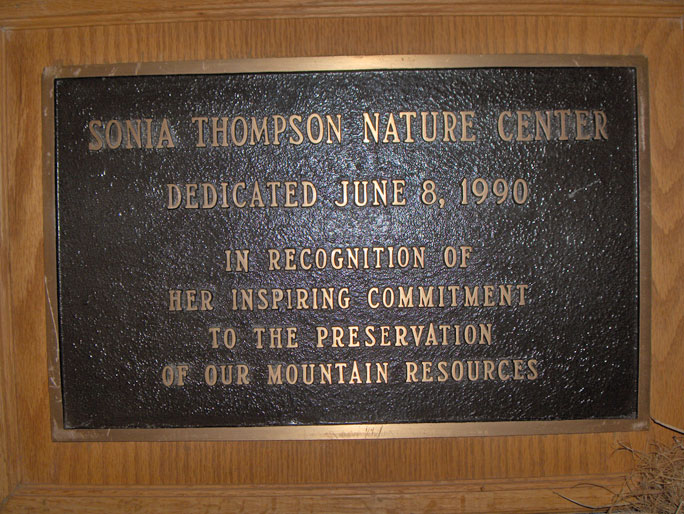 SONIA THOMPSON NATURE CENTER
DEDICATED JUNE 8, 1990
IN RECOGNITION OF
HER INSPIRING COMMITMENT
TO THE PRESERVATION
OF OUR MOUNTAIN RESOURCES